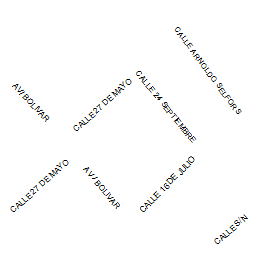 CALLE ARNOLDO SELFORS
AV/ BOLIVAR
CALLE 27 DE MAYO
CALLE 24 SEPTIEMBRE
CALLE 27 DE MAYO
AV/ BOLIVAR
CALLE 16 DE JULIO
CALLE S/N